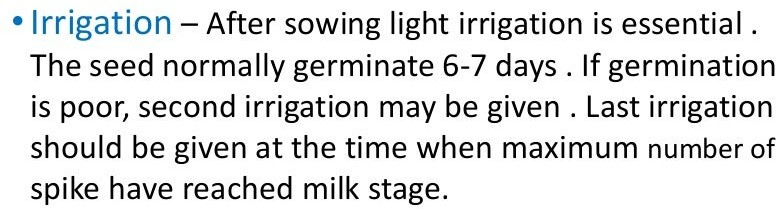 • Irrigation – After sowing light irrigation is essential .
The seed normally germinate 6-7 days . If germination
is poor, second irrigation may be given . Last irrigation
should be given at the time when maximum number of
spike have reached milk stage.